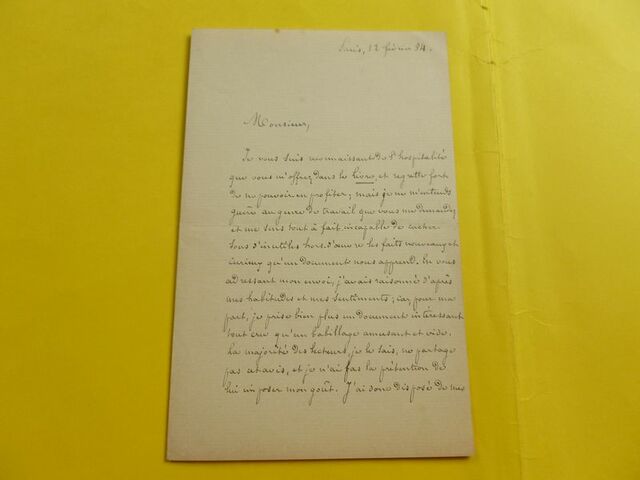 Paris, 12 février 84.
Monsieur,
Je vous suis reconnaissant de l'hospitalité
que vous m'offrez dans le livre, et regrette fort
de ne pouvoir en profiter; mais je ne m'entends
guère au genre de travail que vous me demandez,
et me suis tout à fait incapable de cacher
sous d'inutiles hors-d'œuvre les faits nouveaux et
curieux qu'un document nous apprend. En vous
adressant mon envoi, j'avais raisonné d'après
mes habitudes et mes sentiments; car, pour ma
part, je prise bien plus un document intéressant
tout cru qu'un babillage amusant et vide.
La majorité des lecteurs, je le sais, ne partage
pas cet avis, et je n'ai pas la prétention de
lui imposer mon goût. J'ai donc disposé de mes